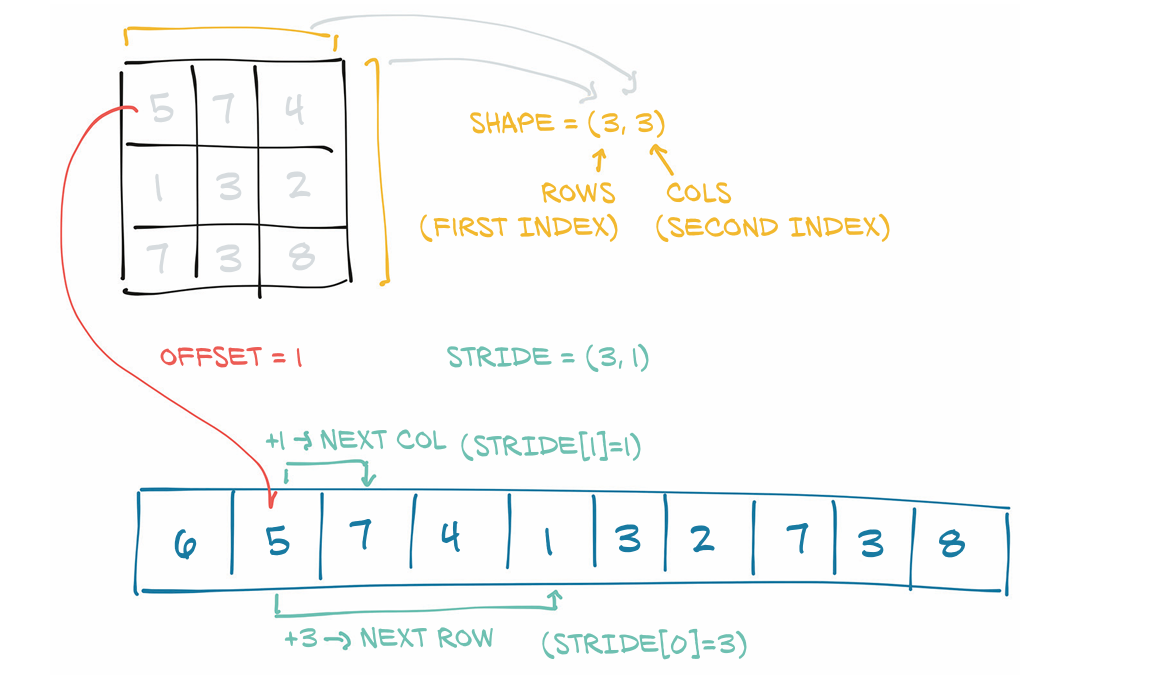 5 7 4
1 3 2
7 3 8
SHAPE = (3, 3)
ROWS
(FIRST INDEX)
COLS
(SECOND INDEX)
OFFSET = 1
STRIDE = (3, 1)
+1 → NEXT COL (STRIDE[1]=1)
6 5 7 4 1 3 2 7 3 8
+3 → NEXT ROW (STRIDE[0]=3)